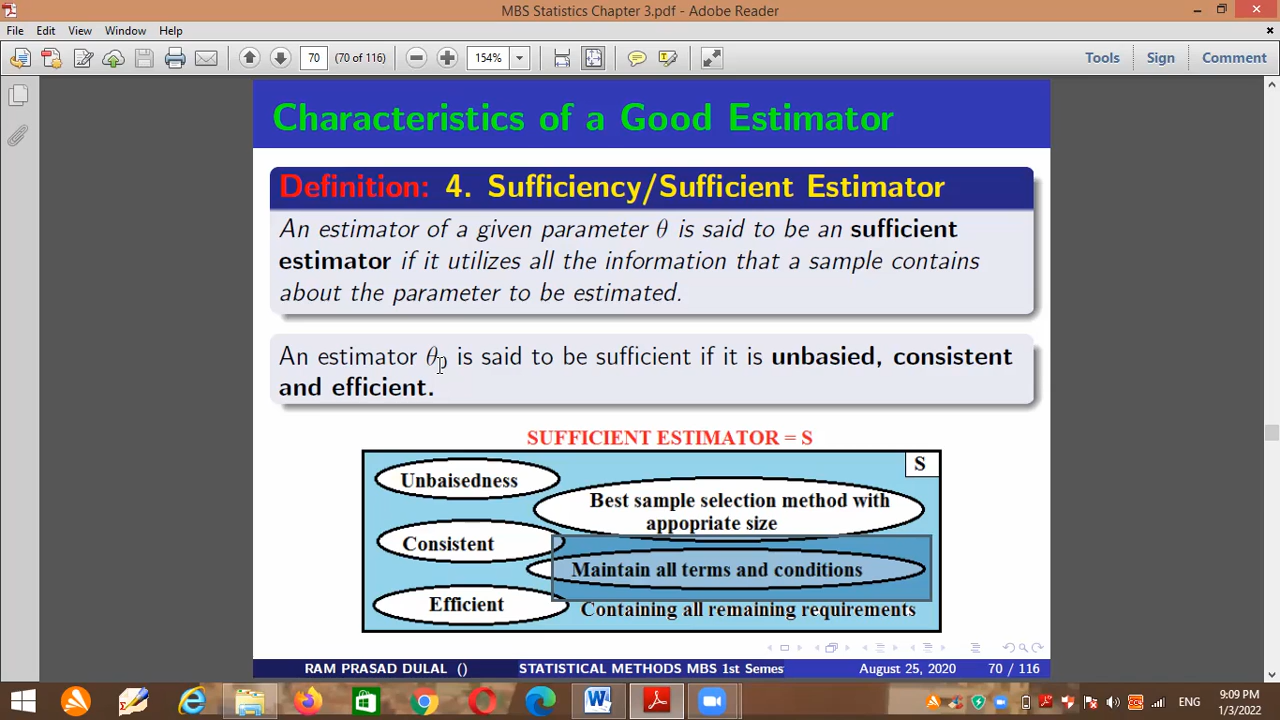 MBS Statistics Chapter 3.pdf - Adobe Reader
File Edit View Window Help
70 (70 of 116) 154% Tools Sign Comment
Characteristics of a Good Estimator
Definition: 4. Sufficiency/Sufficient Estimator
An estimator of a given parameter θ is said to be an sufficient
estimator if it utilizes all the information that a sample contains
about the parameter to be estimated.
An estimator θ is said to be sufficient if it is unbasied, consistent
and efficient.
SUFFICIENT ESTIMATOR = S
S
Unbaisedness
Best sample selection method with
appopriate size
Consistent
Maintain all terms and conditions
Efficient
Containing all remaining requirements
RAM PRASAD DULAL () STATISTICAL METHODS MBS 1st Semes August 25, 2020 70 / 116
ENG
9:09 PM
1/3/2022